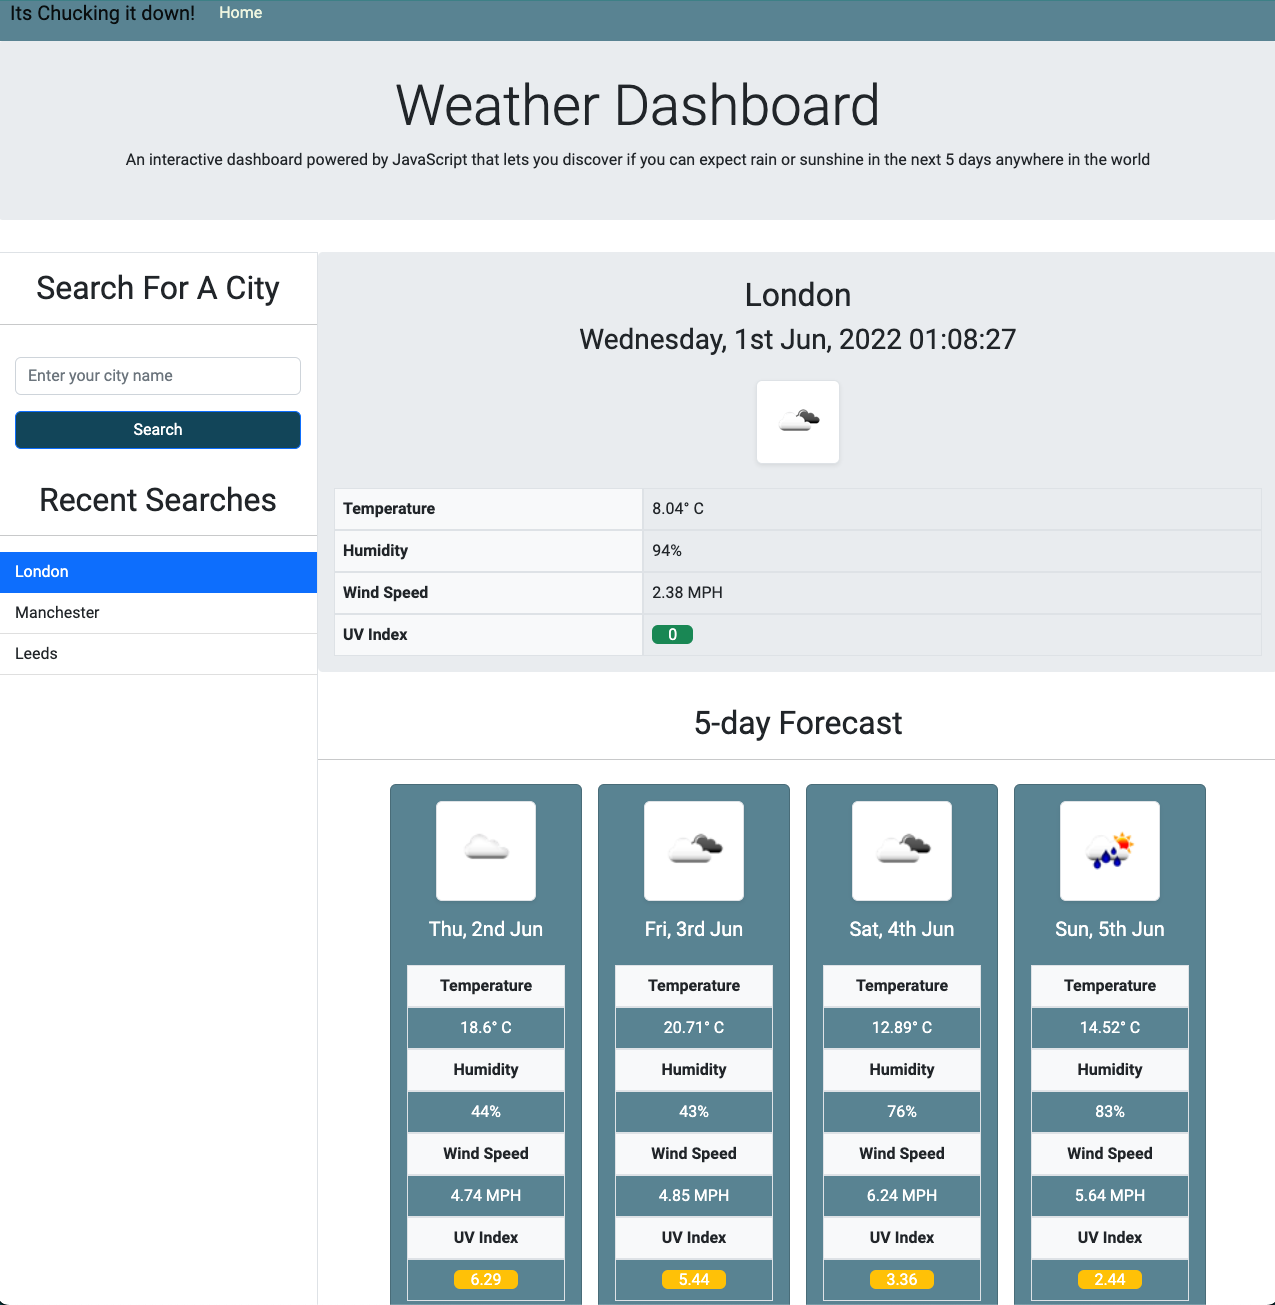 Its Chucking it down! Home
Weather Dashboard
An interactive dashboard powered by JavaScript that lets you discover if you can expect rain or sunshine in the next 5 days anywhere in the world
Search For A City
Enter your city name
Search
Recent Searches
London
Manchester
Leeds
London
Wednesday, 1st Jun, 2022 01:08:27
Temperature 8.04° C
Humidity 94%
Wind Speed 2.38 MPH
UV Index 0
5-day Forecast
Thu, 2nd Jun
Temperature
18.6° C
Humidity
44%
Wind Speed
4.74 MPH
UV Index
6.29
Fri, 3rd Jun
Temperature
20.71° C
Humidity
43%
Wind Speed
4.85 MPH
UV Index
5.44
Sat, 4th Jun
Temperature
12.89° C
Humidity
76%
Wind Speed
6.24 MPH
UV Index
3.36
Sun, 5th Jun
Temperature
14.52° C
Humidity
83%
Wind Speed
5.64 MPH
UV Index
2.44